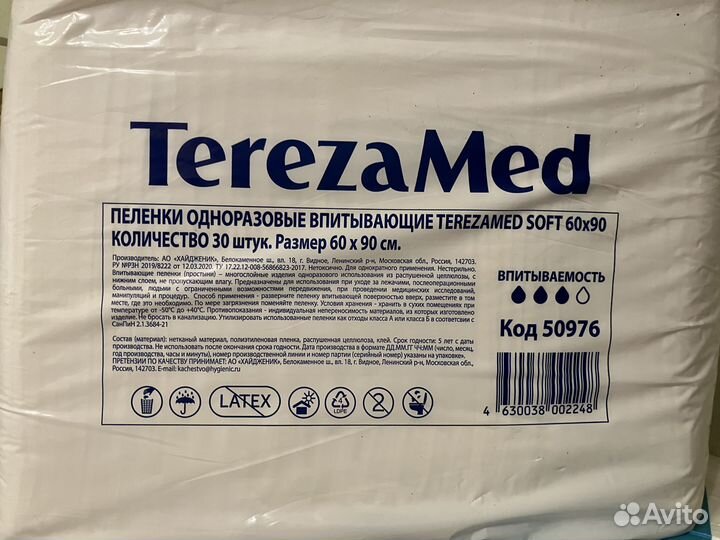 TerezaMed
ПЕЛЕНКИ ОДНОРАЗОВЫЕ ВПИТЫВАЮЩИЕ TEREZAMED SOFT 60x90
КОЛИЧЕСТВО 30 штук. Размер 60 x 90 см.
Производитель: АО «ХАЙДЖЕНИК», Белокаменное ш., вл. 18, г. Видное, Ленинский р-н, Московская обл., Россия, 142703.
РУ №РЗН 2019/8222 от 12.03.2020. ТУ 17.22.12-008-56866823-2017. Нетоксично. Для однократного применения. Нестерильно.
Впитывающие пеленки (простыни) - многослойные изделия одноразового использования из распушенной целлюлозы, с
нижним слоем, не пропускающим влагу. Предназначены для использования при уходе за лежачими, послеоперационными
больными, людьми с ограниченными возможностями передвижения, при проведении медицинских исследований,
манипуляций и процедур. Способ применения - разверните пеленку впитывающей поверхностью вверх, разместите в том
месте, где это необходимо. По мере загрязнения поменяйте пеленку. Условия хранения - хранить в сухих помещениях при
температуре от -50°С до +40°С. Противопоказания - индивидуальная непереносимость материалов, из которых изготовлено
изделие. Не бросать в канализацию. Утилизировать использованные пеленки как отходы класса А или класса Б в соответствии с
СанПиН 2.1.3684-21
Состав (материал): нетканый материал, полиэтиленовая пленка, распушенная целлюлоза, клей. Срок годности: 5 лет с даты
производства. Не использовать после окончания срока годности. Дата производства в формате ДД.ММ.ГГ ЧЧ:ММ (число, месяц,
год производства, часы и минуты), номер производственной линии и номер партии (серийный номер) указаны на упаковке».
ПРЕТЕНЗИИ ПО КАЧЕСТВУ ПРИНИМАЕТ: АО «ХАЙДЖЕНИК», Белокаменное ш., вл. 18, г. Видное, Ленинский р-н, Московская обл.,
Россия, 142703. E-mail: kachestvo@hygienic.ru
ВПИТЫВАЕМОСТЬ
Код 50976
LATEX
4
LDPE
2
4 630038 002248
Avito